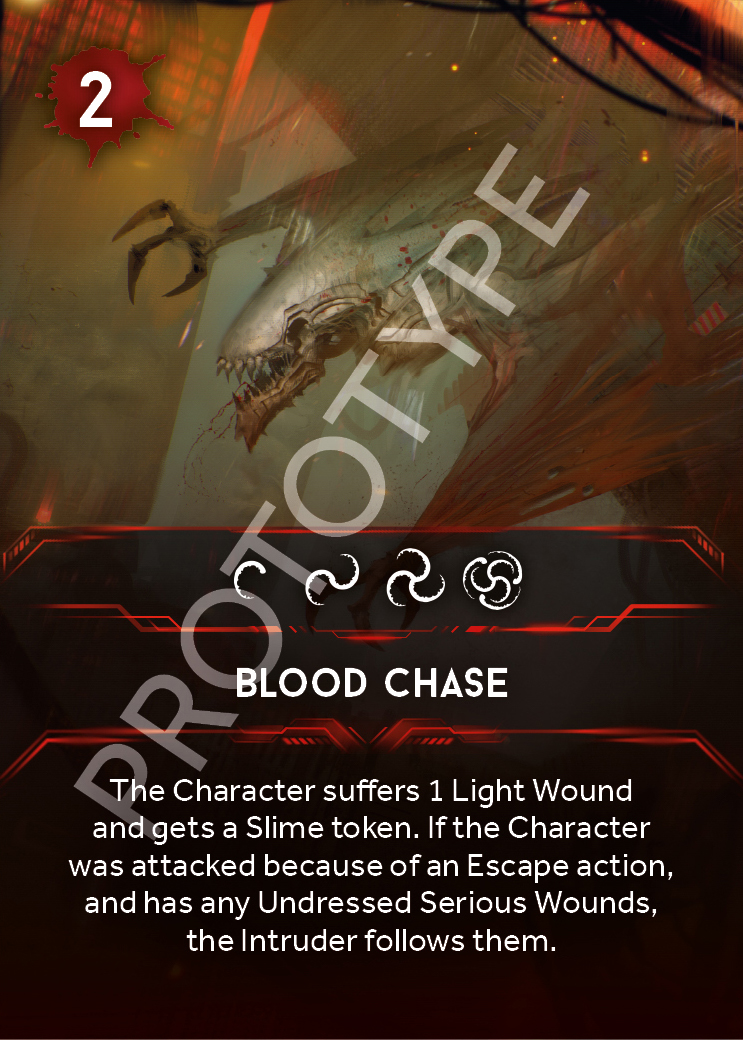 2
PROTOTYPE
BLOOD CHASE
The Character suffers 1 Light Wound
and gets a Slime token. If the Character
was attacked because of an Escape action,
and has any Undressed Serious Wounds,
the Intruder follows them.